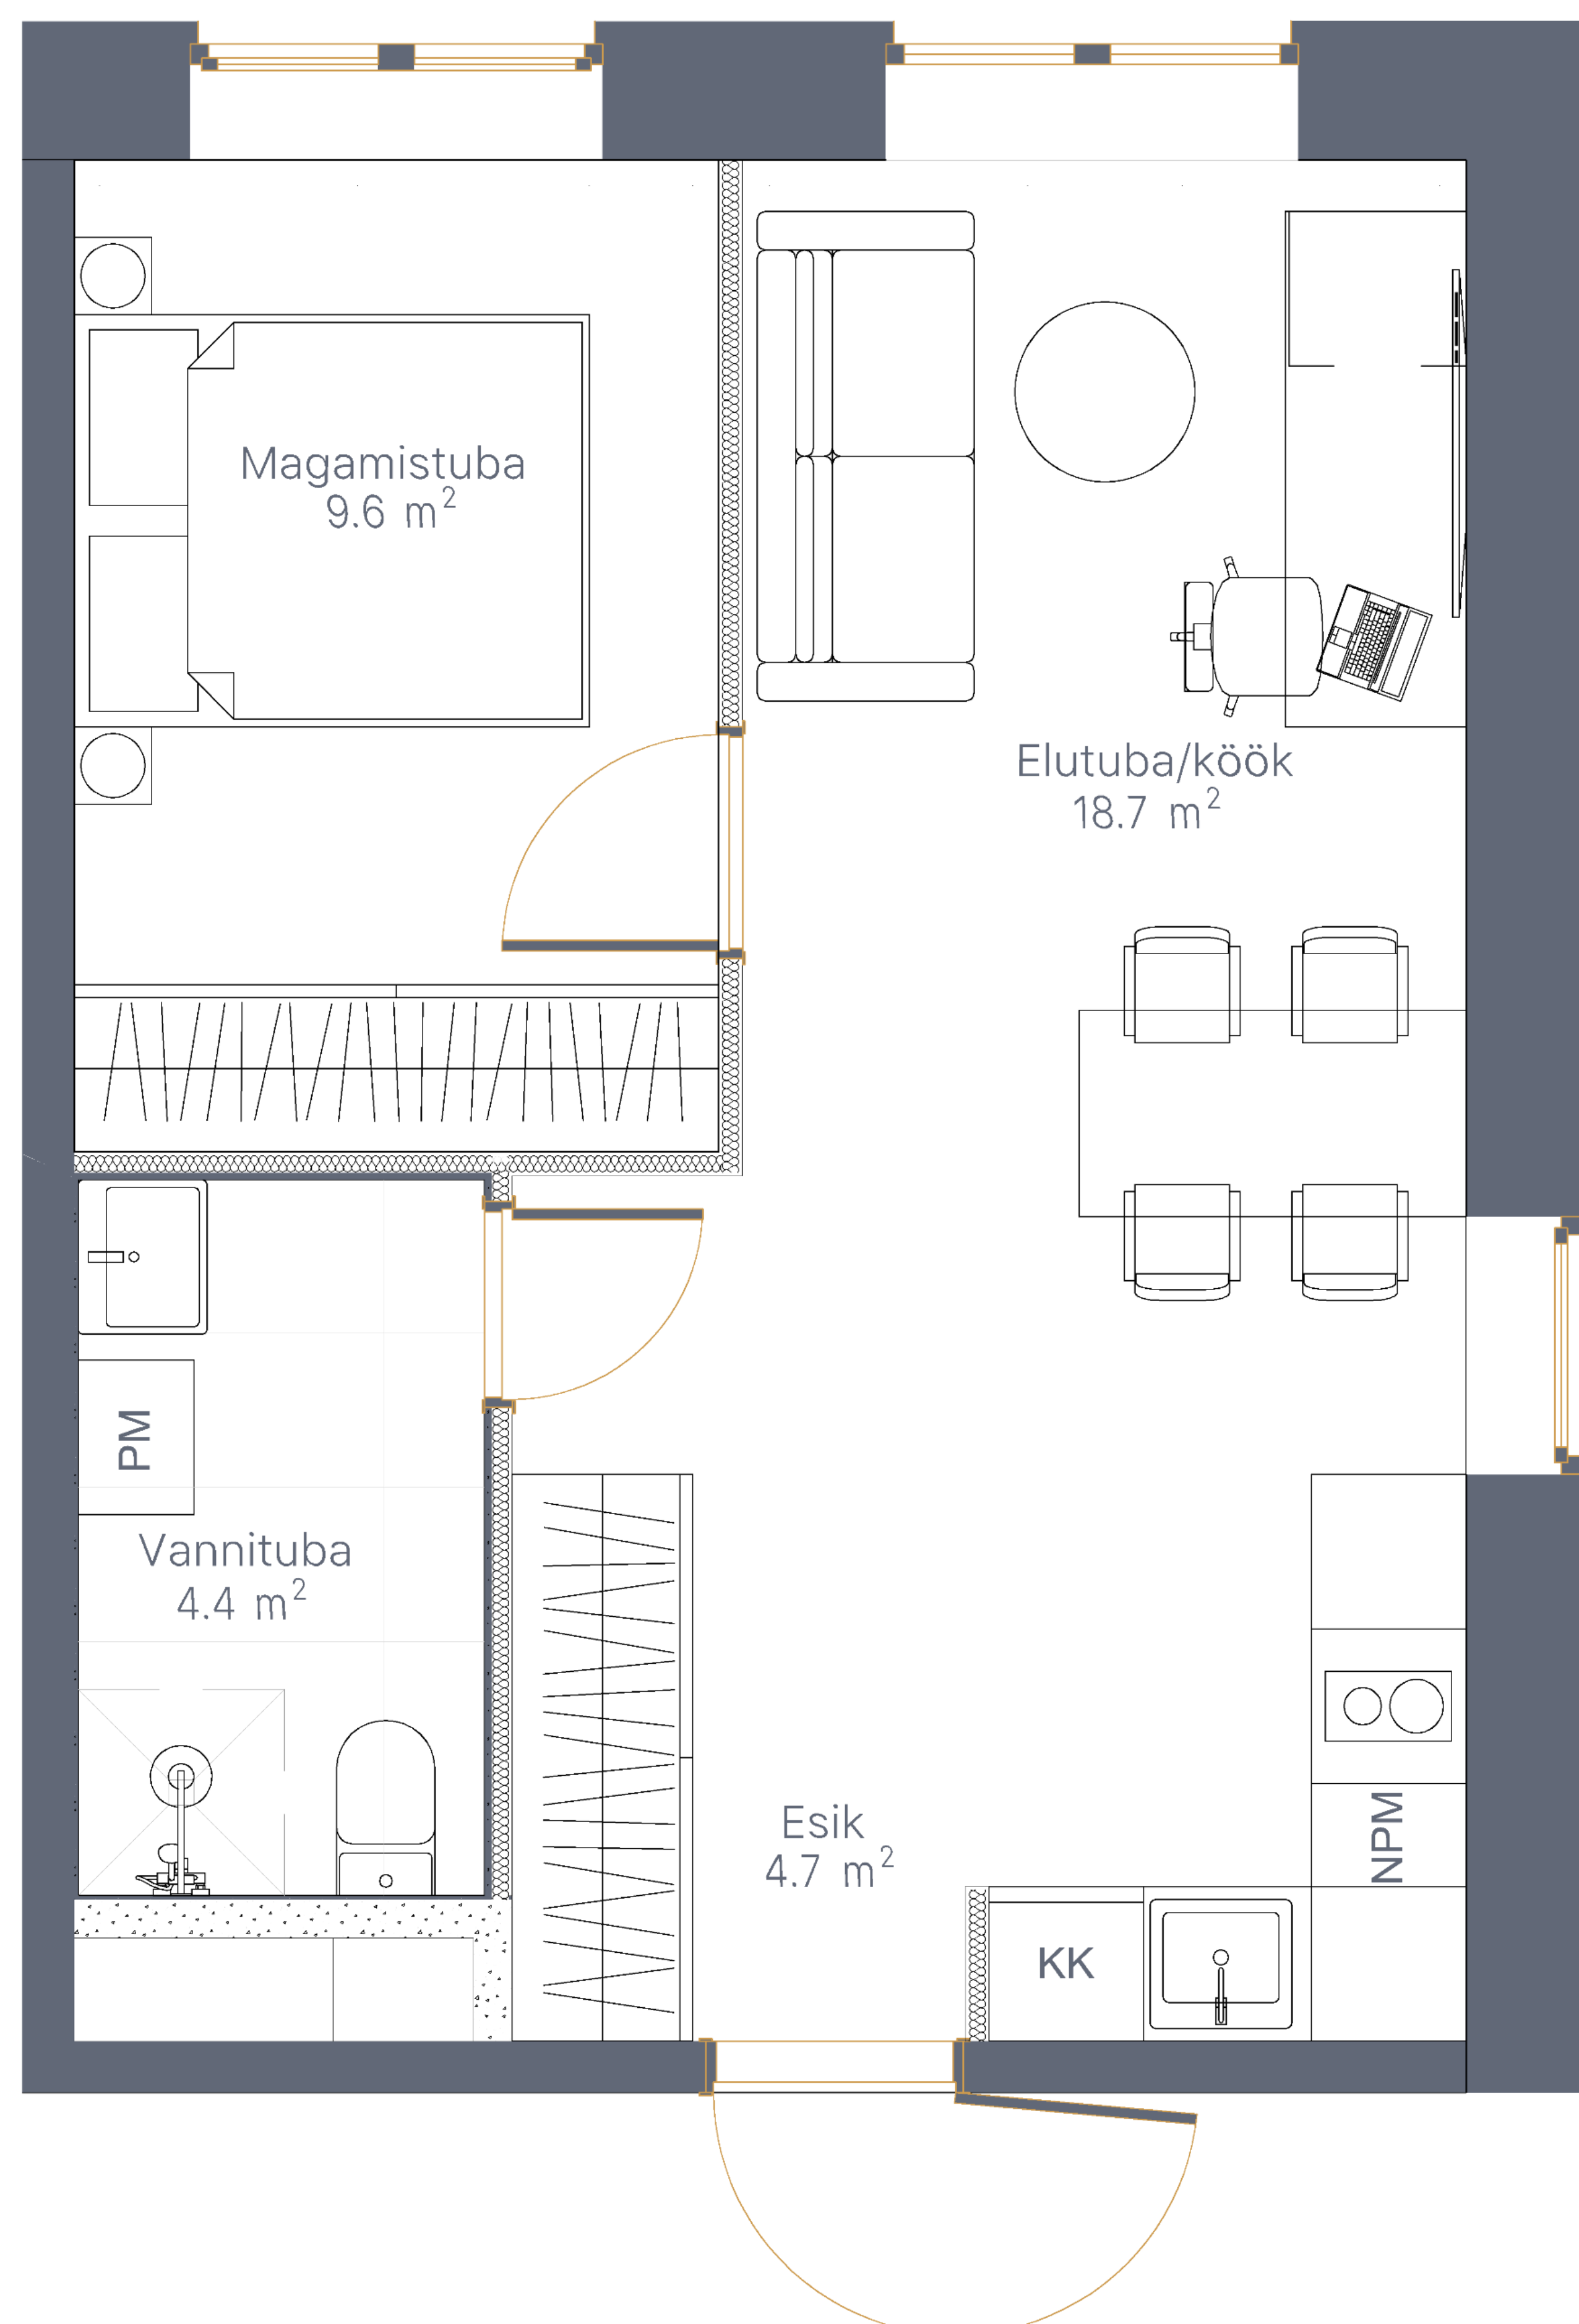 Magamistuba
9.6 m²
Elutuba/köök
18.7 m²
PM
Vannituba
4.4 m²
Esik
4.7 m²
NPM
KK